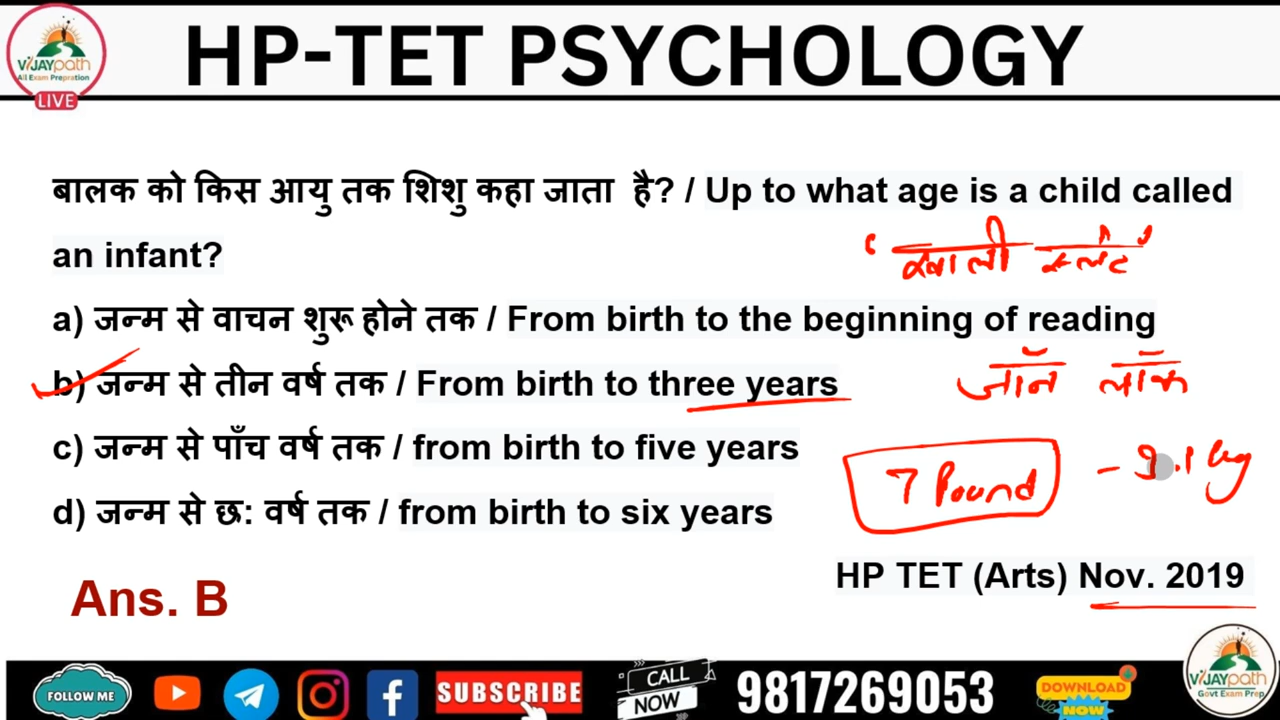 VIJAYpath
All Exam Prepration
LIVE
HP-TET PSYCHOLOGY
बालक को किस आयु तक शिशु कहा जाता है? / Up to what age is a child called
an infant?
‘खाली स्लेट’
a) जन्म से वाचन शुरू होने तक / From birth to the beginning of reading
b) जन्म से तीन वर्ष तक / From birth to three years
जॉन लॉक
c) जन्म से पाँच वर्ष तक / from birth to five years
7 Pound
d) जन्म से छ: वर्ष तक / from birth to six years
HP TET (Arts) Nov. 2019
Ans. B
FOLLOW ME
SUBSCRIBE
CALL
NOW
9817269053
DOWNLOAD
NOW
VIJAYpath
Govt Exam Prep